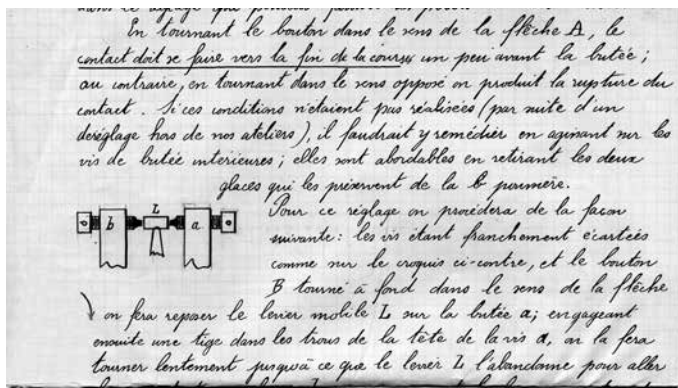 En tournant le bouton dans le sens de la flèche A, le
contact doit se faire vers la fin de la course un peu avant la butée ;
au contraire, en tournant dans le sens opposé on produit la rupture du
contact. Si ces conditions n'étaient pas réalisées (par suite d'un
deréglage hors de nos ateliers), il faudrait y remédier en agissant sur les
vis de butée intérieures ; elles sont abordables en retirant les deux
glaces qui les préservent de la poussière.
b L a
Pour ce réglage on procédera de la façon
suivante : les vis étant franchement écartées
comme sur le croquis ci-contre, et le bouton
B tourné à fond dans le sens de la flèche
on fera reposer le levier mobile L sur la butée a ; engageant
ensuite une tige dans les trous de la tête de la vis a, on la fera
tourner lentement jusqu'à ce que le levier L l'abandonne pour aller